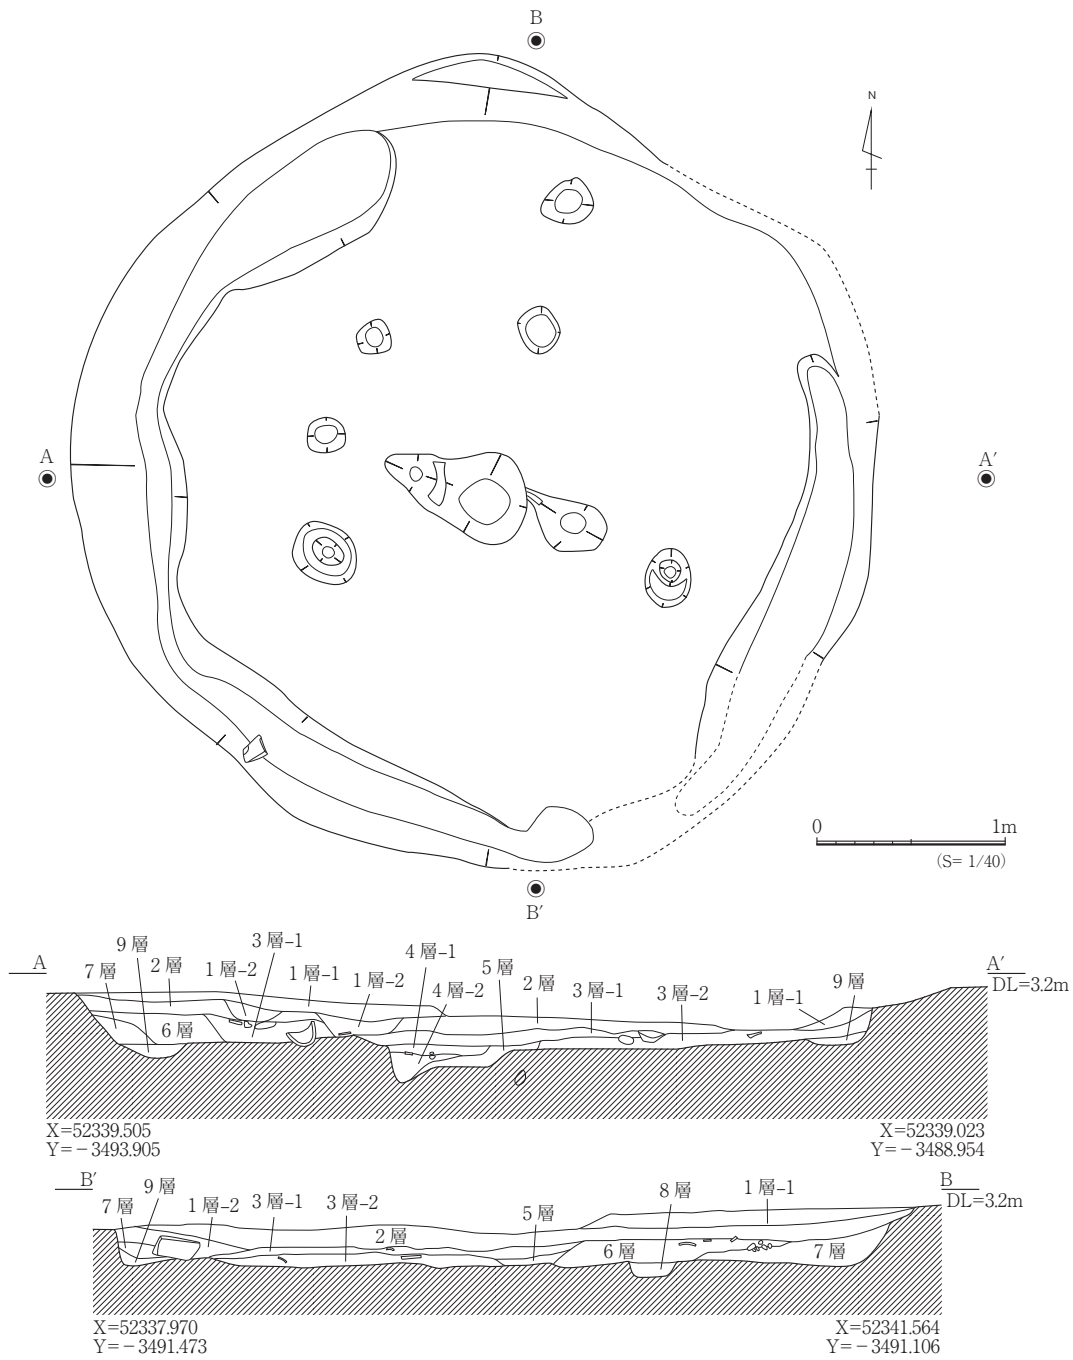 B
N
A
A′
0 1m
(S= 1/40)
B′
9層 3層-1 4層-1
A 7層 2層 1層-2 1層-1 1層-2 4層-2 5層 2層 3層-1 3層-2 1層-1 9層 A′
DL=3.2m
6層
X=52339.505 X=52339.023
Y=-3493.905 Y=-3488.954
B′ 9層 8層 1層-1 B
7層 1層-2 3層-1 3層-2 5層 DL=3.2m
2層 6層 7層
X=52337.970 X=52341.564
Y=-3491.473 Y=-3491.106